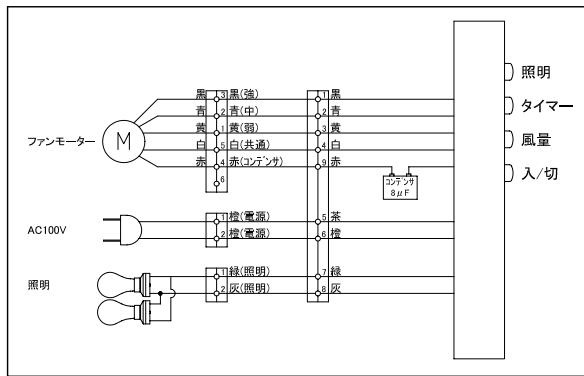 黒 3 黒(強) 1 黒
青 2 青(中) 2 青
黄 1 黄(弱) 3 黄
白 5 白(共通) 4 白
赤 4 赤(コンデンサ) 9 赤
6
ファンモーター
M
コンデンサ
8μF
AC100V
1 橙(電源) 5 茶
2 橙(電源) 6 橙
照明
1 緑(照明) 7 緑
2 灰(照明) 8 灰
照明
タイマー
風量
入/切